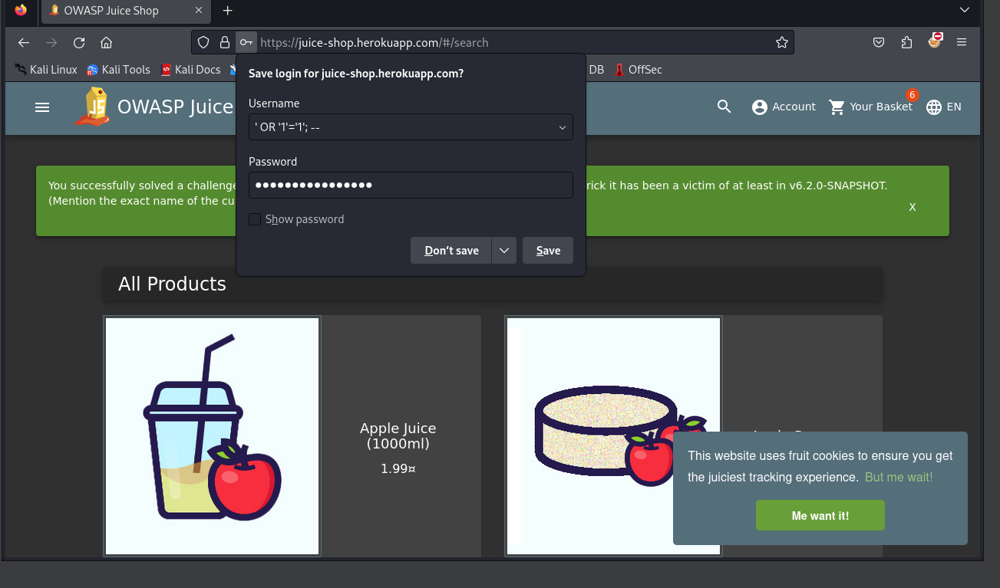 OWASP Juice Shop
https://juice-shop.herokuapp.com/#/search
Kali Linux Kali Tools Kali Docs DB OffSec
Save login for juice-shop.herokuapp.com?
Username
' OR '1'='1'; --
Password
Show password
Don't save Save
OWASP Juice
6
Account Your Basket EN
You successfully solved a challenge rick it has been a victim of at least in v6.2.0-SNAPSHOT.
(Mention the exact name of the cu
X
All Products
JS
Apple Juice
(1000ml)
1.99¤
This website uses fruit cookies to ensure you get
the juiciest tracking experience. But me wait!
Me want it!